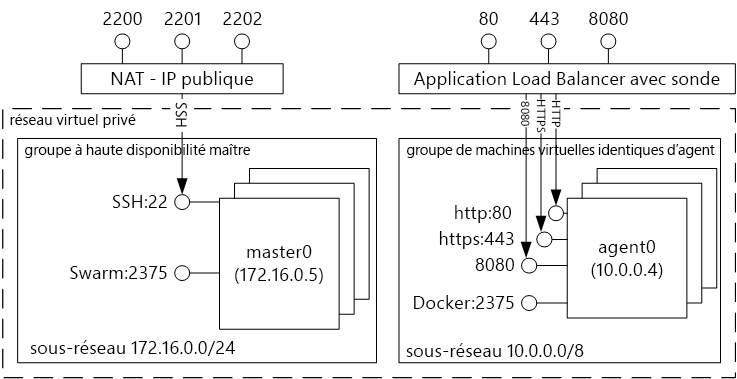 2200 2201 2202
80 443 8080
NAT - IP publique
Application Load Balancer avec sonde
SSH
8080
HTTPS
HTTP
réseau virtuel privé
groupe à haute disponibilité maître
groupe de machines virtuelles identiques d'agent
SSH:22
Swarm:2375
master0
(172.16.0.5)
http:80
https:443
8080
Docker:2375
agent0
(10.0.0.4)
sous-réseau 172.16.0.0/24
sous-réseau 10.0.0.0/8